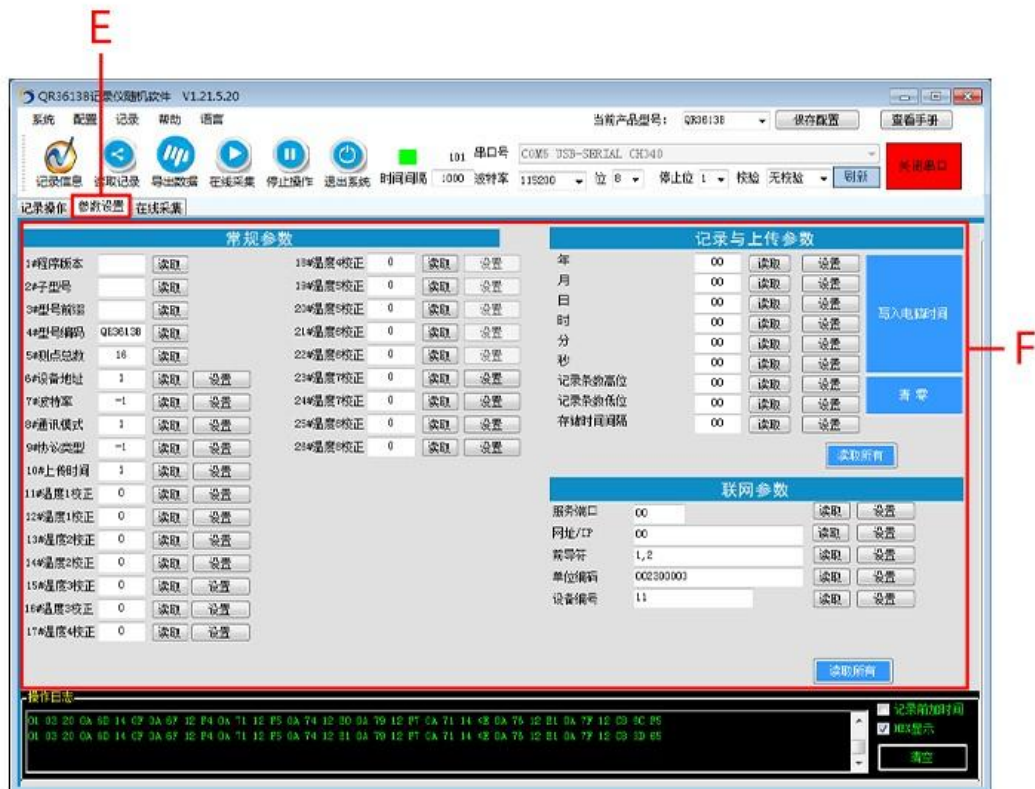 E
QR3613B记录仪随机软件 V1.21.5.20
系统 配置 记录 帮助 语言 当前产品型号： QR3613B 保存配置 查看手册
记录信息 读取记录 导出数据 在线采集 停止操作 退出系统
101 串口号 COM5 USB-SERIAL CH340
时间间隔 1000 波特率 115200 位 8 停止位 1 校验 无校验 刷新 关闭串口
记录操作 参数设置 在线采集
常规参数
1#程序版本 读取
2#子型号 读取
3#型号前缀 读取
4#型号编码 读取
5#测点总数 16 读取
6#设备地址 1 读取 设置
7#波特率 -1 读取 设置
8#通讯模式 1 读取 设置
9#协议类型 -1 读取 设置
10#上传时间 1 读取 设置
11#温度1校正 0 读取 设置
12#温度1校正 0 读取 设置
13#湿度2校正 0 读取 设置
14#温度2校正 0 读取 设置
15#温度3校正 0 读取 设置
16#温度3校正 0 读取 设置
17#温度4校正 0 读取 设置
18#温度4校正 0 读取 设置
19#温度5校正 0 读取 设置
20#温度5校正 0 读取 设置
21#温度6校正 0 读取 设置
22#温度6校正 0 读取 设置
23#温度7校正 0 读取 设置
24#温度7校正 0 读取 设置
25#温度8校正 0 读取 设置
26#温度8校正 0 读取 设置
记录与上传参数
年 00 读取 设置
月 00 读取 设置
日 00 读取 设置
时 00 读取 设置
分 00 读取 设置
秒 00 读取 设置
记录条数高位 00 读取 设置
记录条数低位 00 读取 设置
存储时间间隔 00 读取 设置
写入电脑时间
清零
读取所有
F
联网参数
服务端口 00 读取 设置
网址/IP 00 读取 设置
前导符 1,2 读取 设置
单位编码 002300003 读取 设置
设备编号 11 读取 设置
读取所有
操作日志
记录前加时间
HEX显示
清空